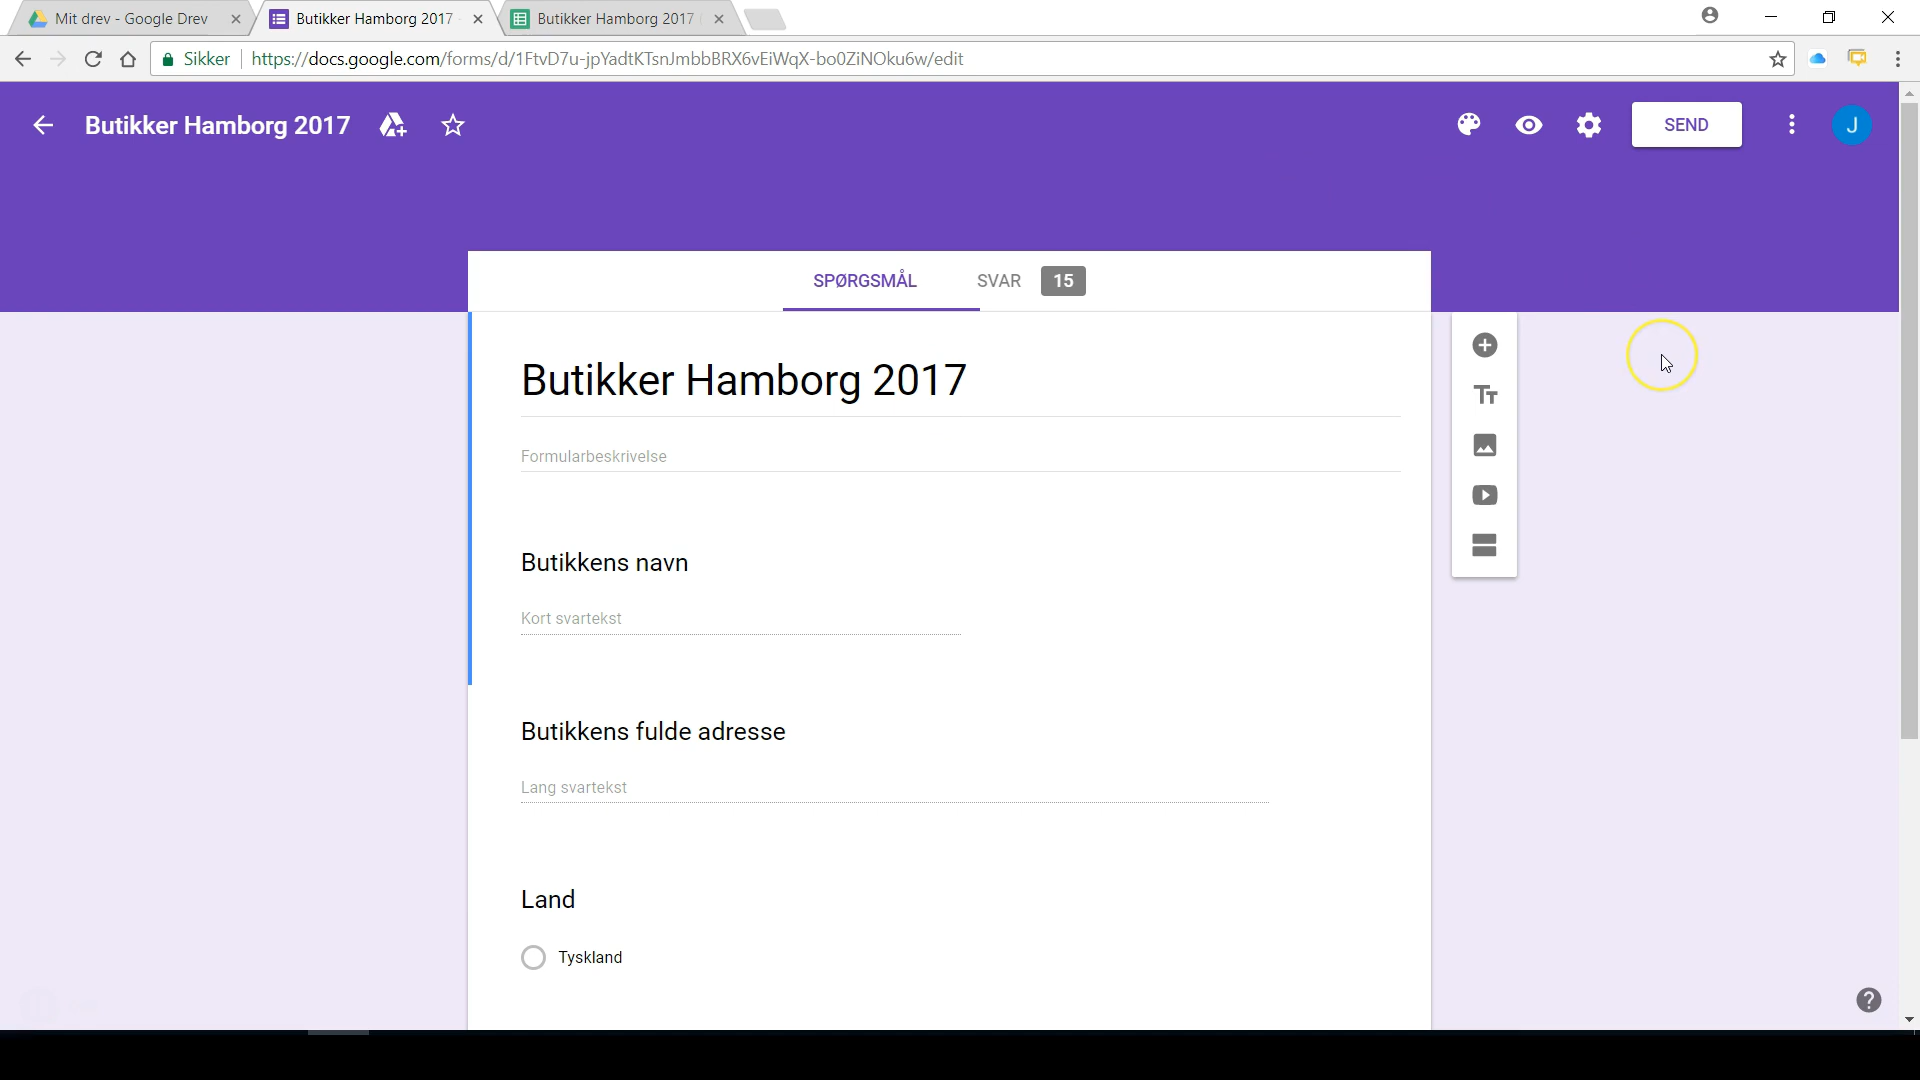 Mit drev - Google Drev
Butikker Hamborg 2017
Butikker Hamborg 2017
Sikker
https://docs.google.com/forms/d/1FtvD7u-jpYadtKTsnJmbbBRX6vEiWqX-bo0ZiNOku6w/edit
Butikker Hamborg 2017
SEND
J
SPØRGSMÅL
SVAR
15
Butikker Hamborg 2017
Formularbeskrivelse
Butikkens navn
Kort svartekst
Butikkens fulde adresse
Lang svartekst
Land
Tyskland